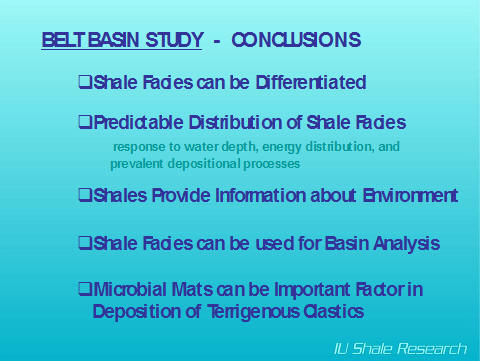 BELT BASIN STUDY - CONCLUSIONS
❑Shale Facies can be Differentiated
❑Predictable Distribution of Shale Facies
response to water depth, energy distribution, and
prevalent depositional processes
❑Shales Provide Information about Environment
❑Shale Facies can be used for Basin Analysis
❑Microbial Mats can be Important Factor in
Deposition of Terrigenous Clastics
IU Shale Research